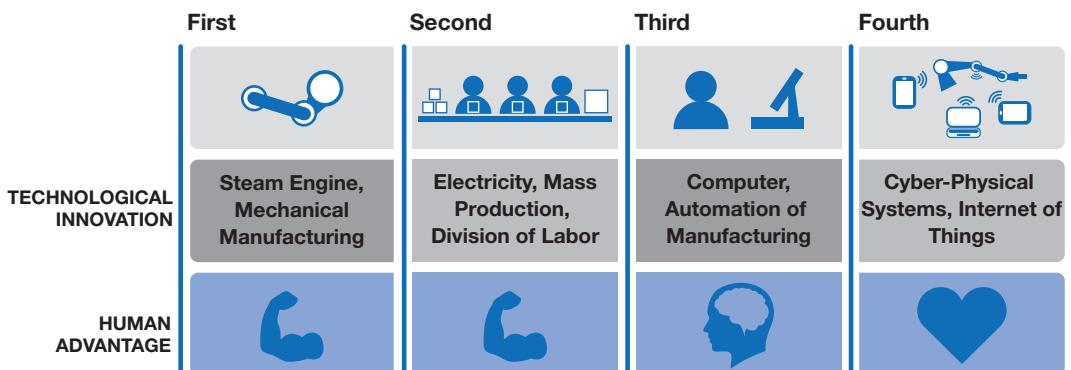 First
Second
Third
Fourth
TECHNOLOGICAL
INNOVATION
Steam Engine,
Mechanical
Manufacturing
Electricity, Mass
Production,
Division of Labor
Computer,
Automation of
Manufacturing
Cyber-Physical
Systems, Internet of
Things
HUMAN
ADVANTAGE